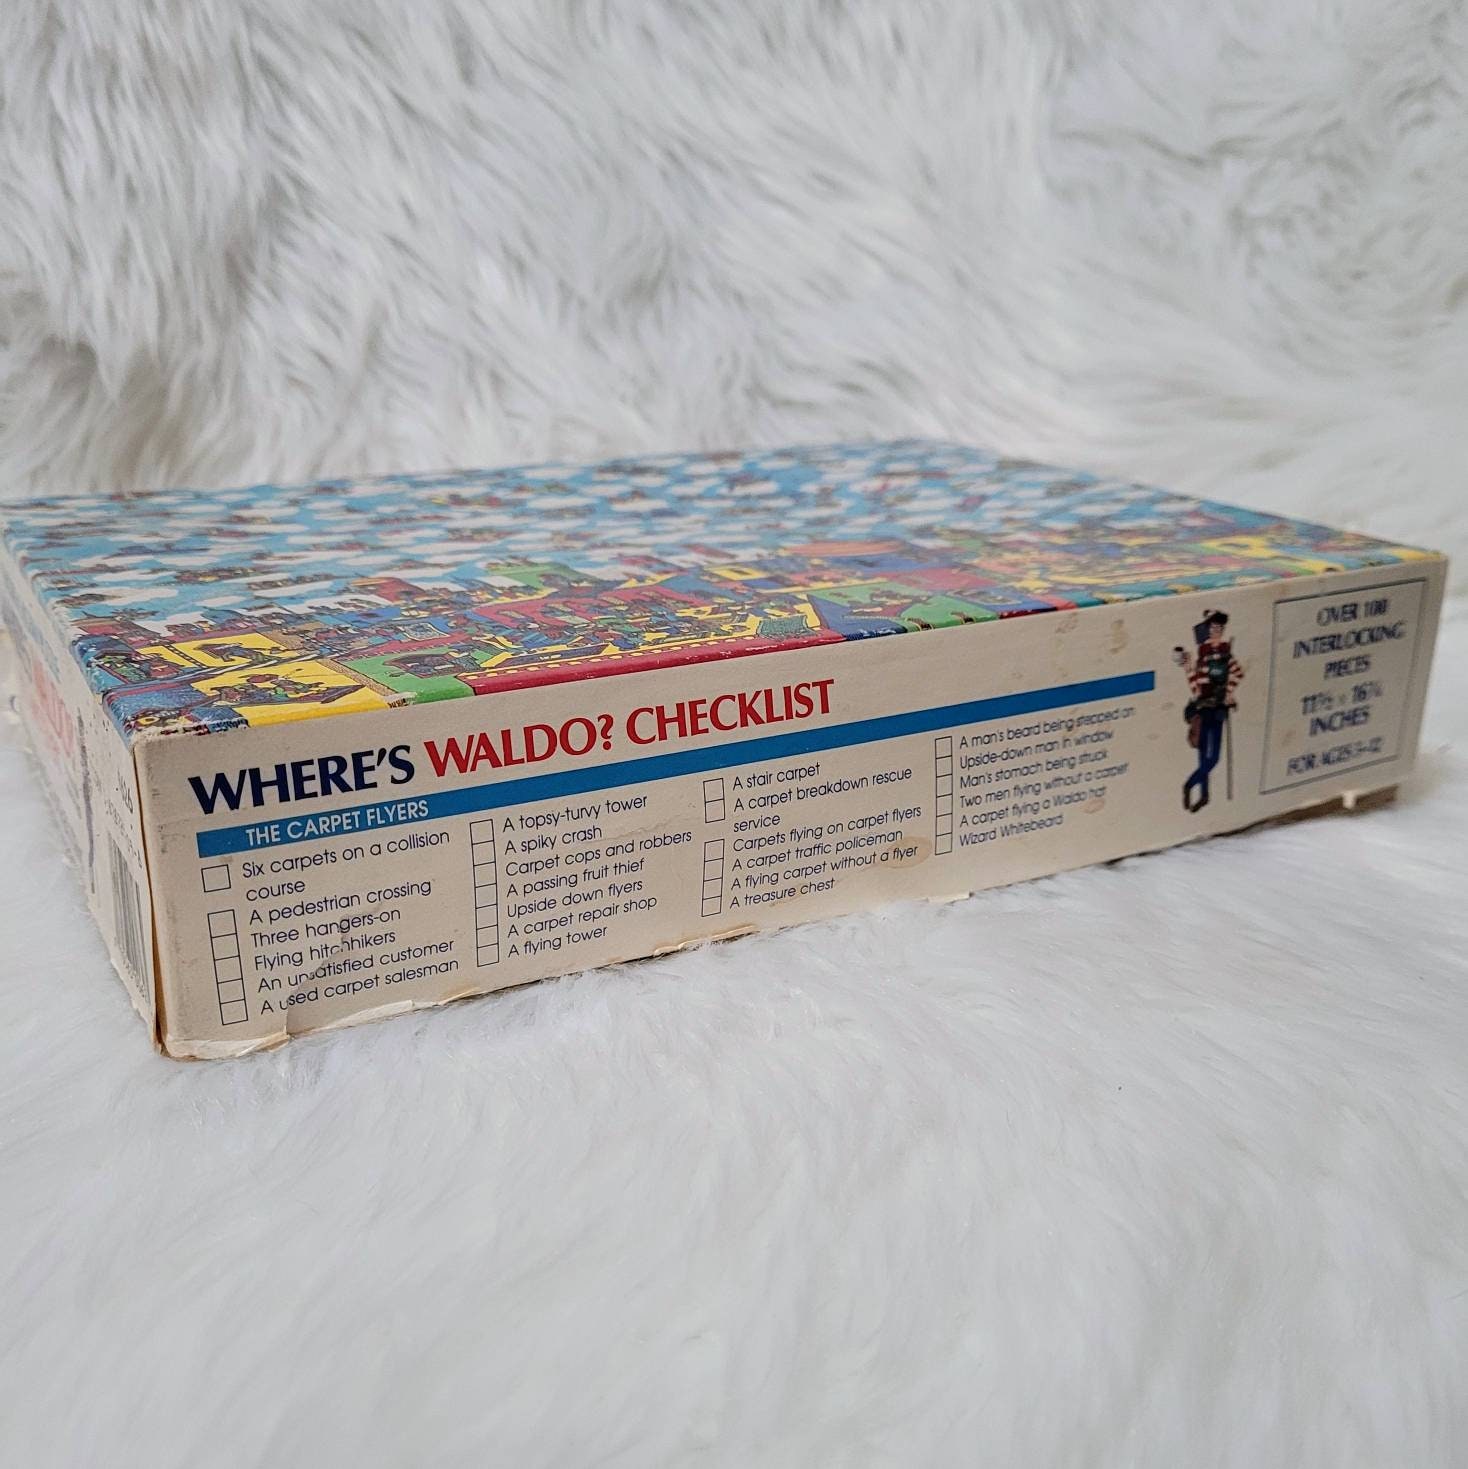 WHERE'S WALDO? CHECKLIST
THE CARPET FLYERS
Six carpets on a collision
course
A pedestrian crossing
Three hangers-on
Flying hitchhikers
An unsatisfied customer
A used carpet salesman
A topsy-turvy tower
A spiky crash
Carpet cops and robbers
A passing fruit thief
Upside down flyers
A carpet repair shop
A flying tower
A stair carpet
A carpet breakdown rescue
service
Carpets flying on carpet flyers
A carpet traffic policeman
A flying carpet without a flyer
A treasure chest
A man's beard being stepped on
Upside-down man in window
Man's stomach being struck
Two men flying without a carpet
A carpet flying a Waldo hat
Wizard Whitebeard
OVER 100
INTERLOCKING
PIECES
INCHES
FOR AGES